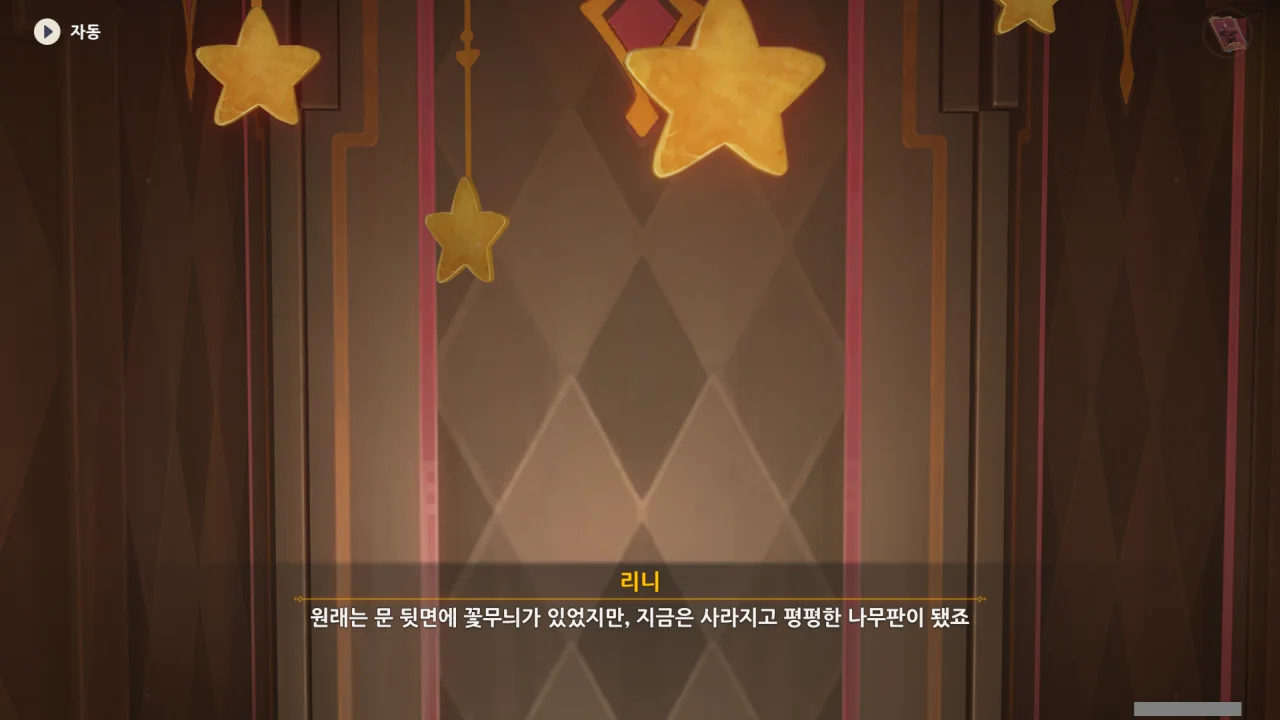 자동
리니
원래는 문 뒷면에 꽃무늬가 있었지만, 지금은 사라지고 평평한 나무판이 됐죠